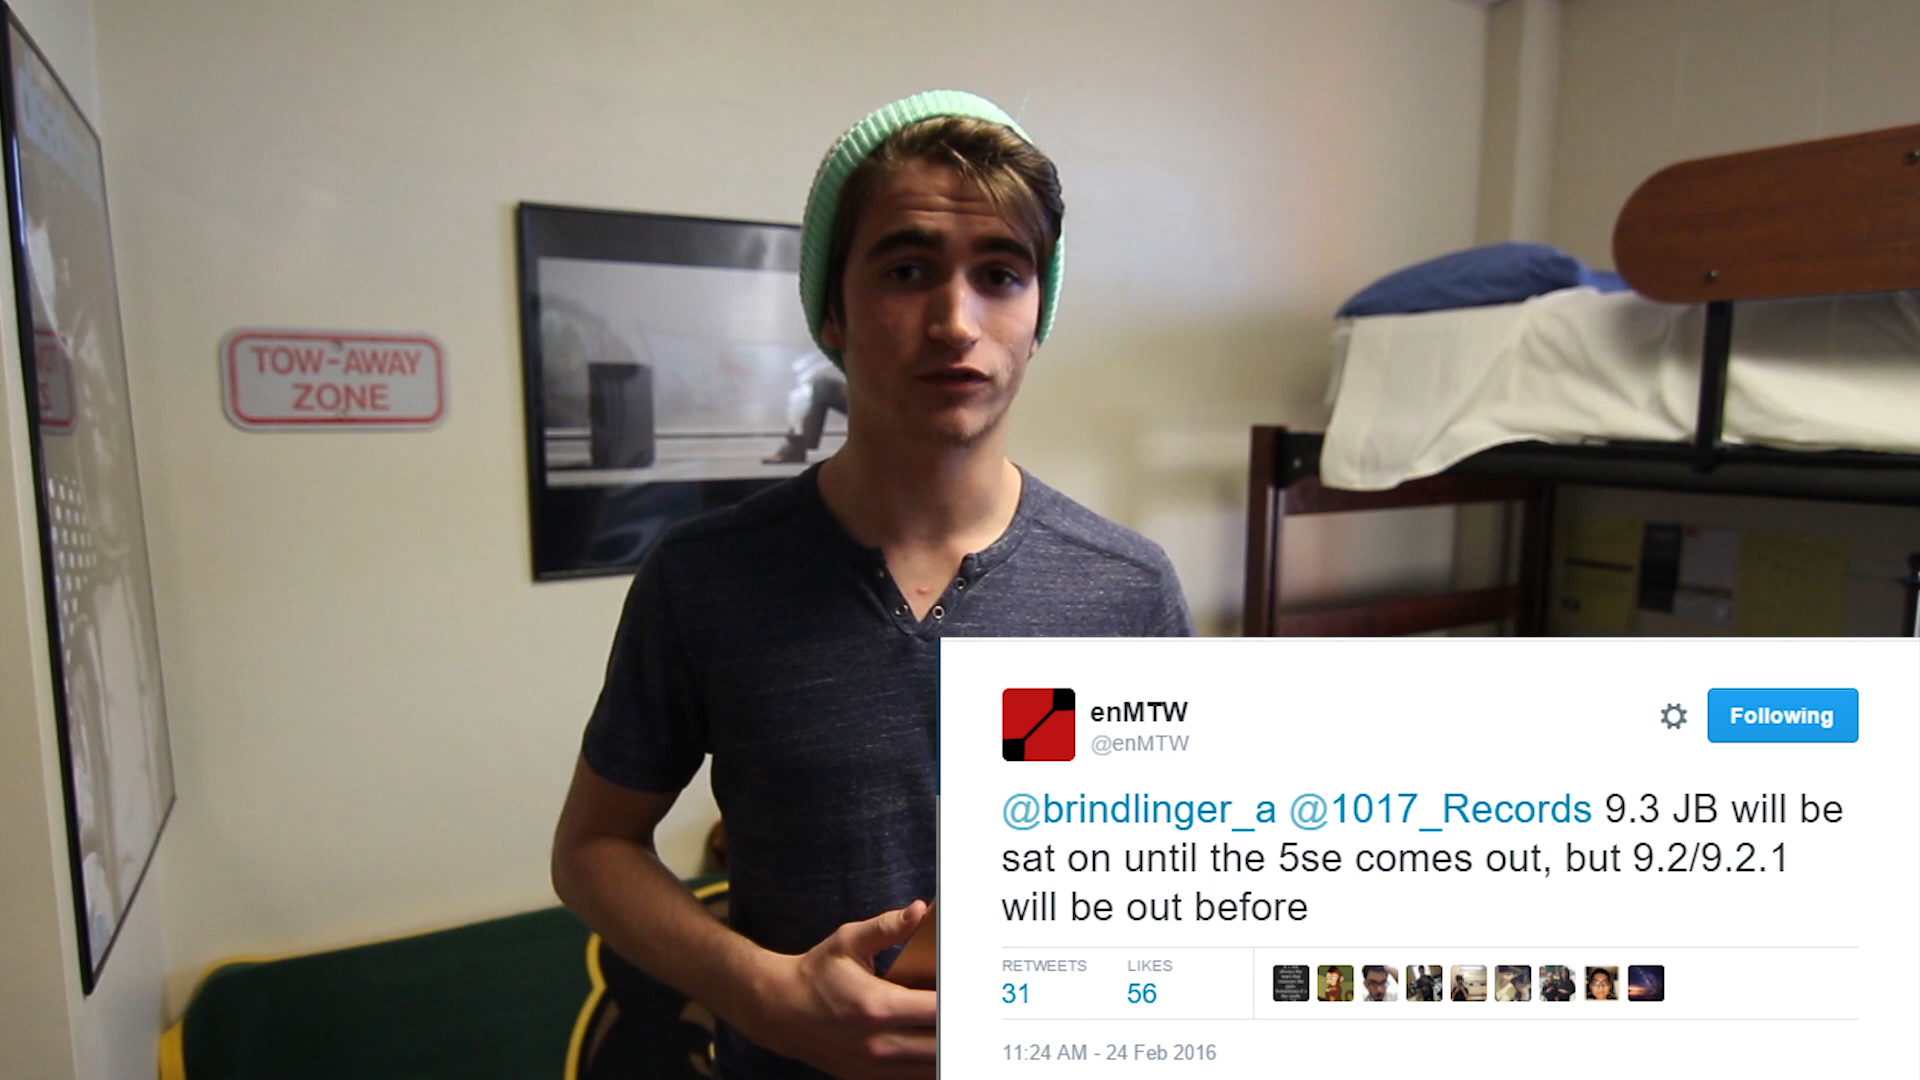 TOW-AWAY
ZONE
enMTW
@enMTW
Following
@brindlinger_a @1017_Records 9.3 JB will be
sat on until the 5se comes out, but 9.2/9.2.1
will be out before
RETWEETS
LIKES
31
56
11:24 AM - 24 Feb 2016